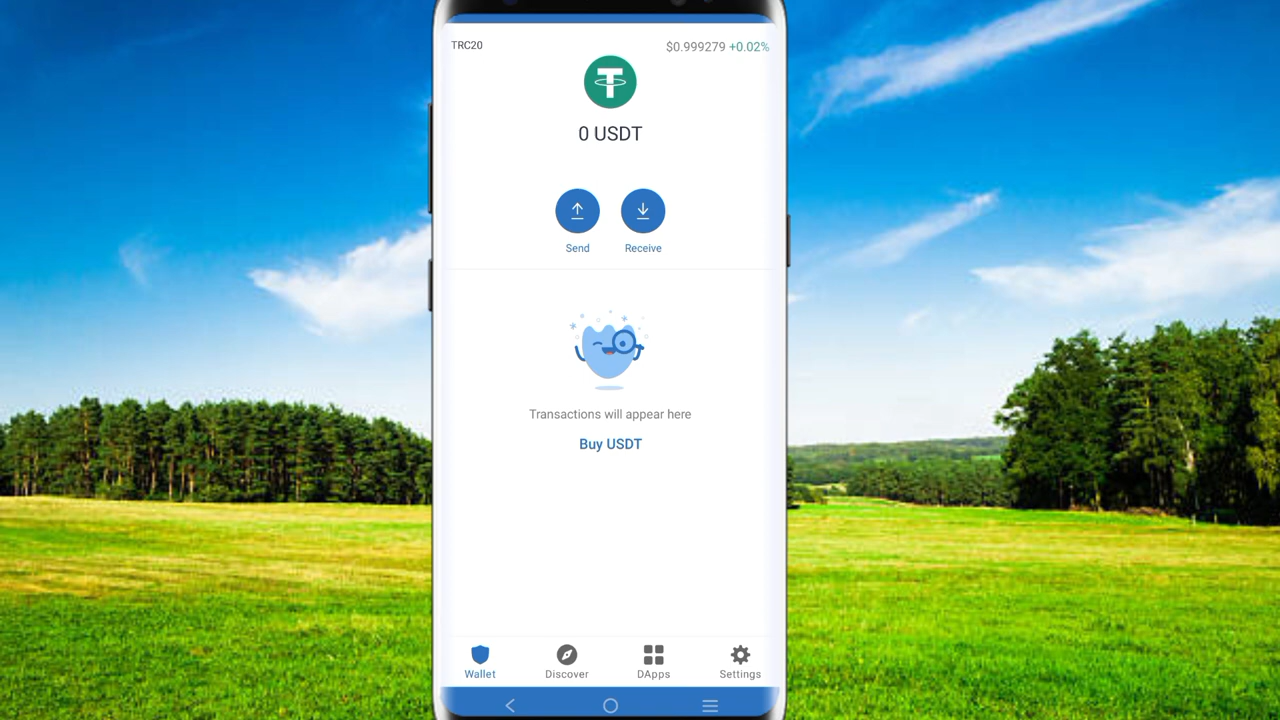 TRC20
$0.999279 +0.02%
0 USDT
Send
Receive
Transactions will appear here
Buy USDT
Wallet
Discover
DApps
Settings